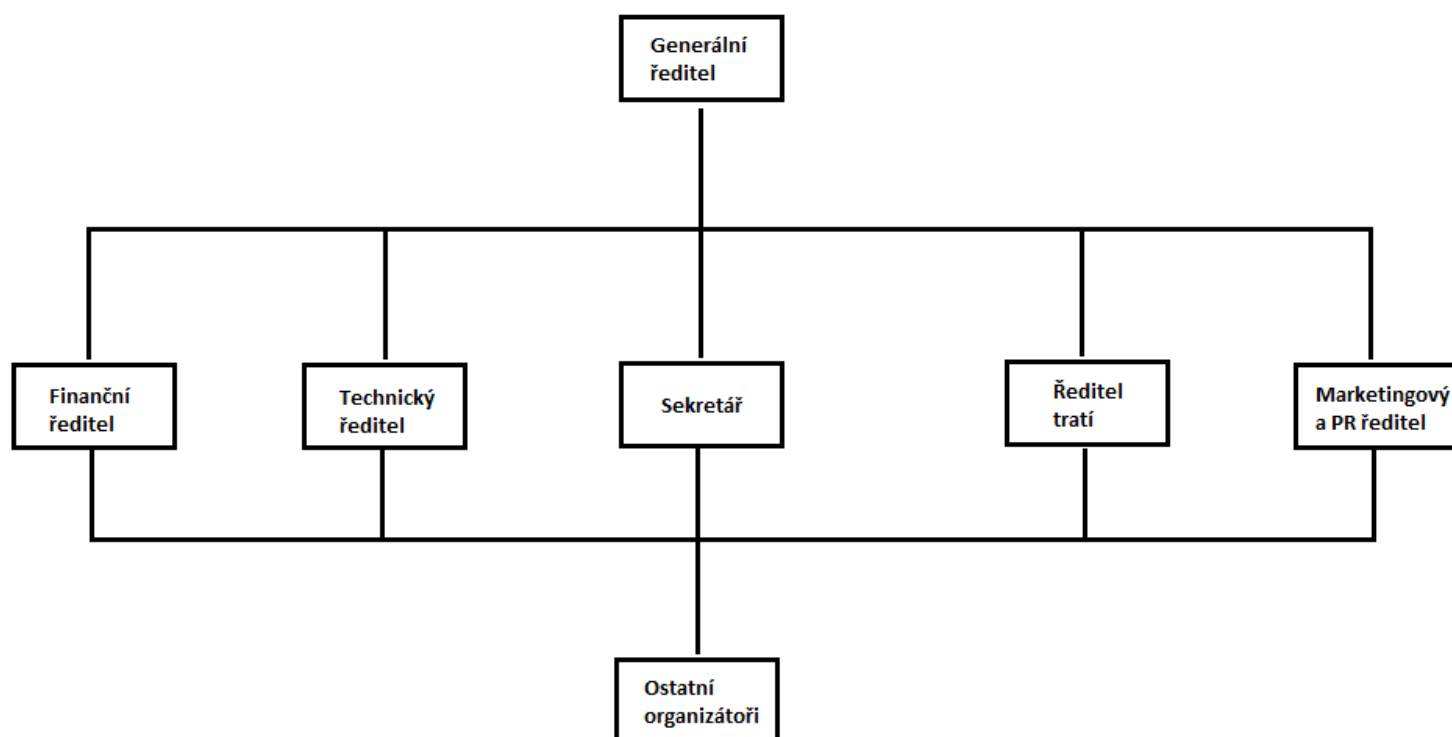 Generální
ředitel
Finanční
ředitel
Technický
ředitel
Sekretář
Ředitel
tratí
Marketingový
a PR ředitel
Ostatní
organizátoři